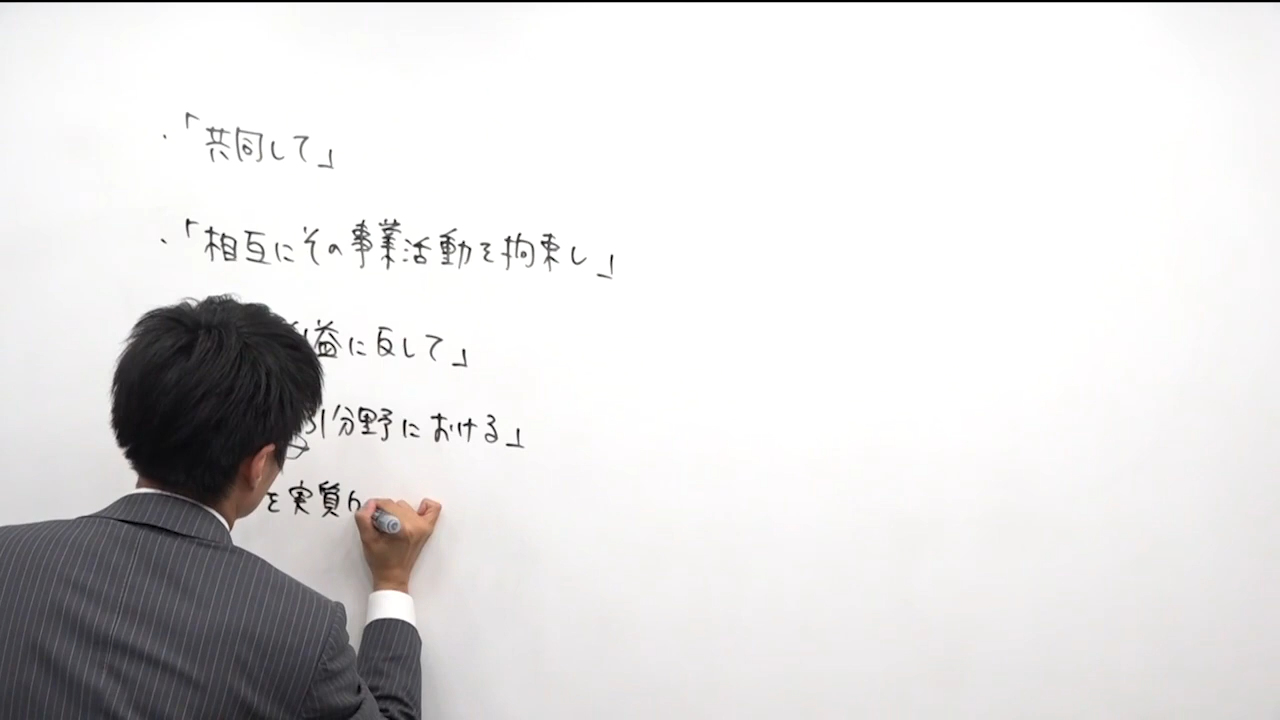 ・「共同して」
・「相互にその事業活動を拘束し」
益に反して」
引分野における」
を実質